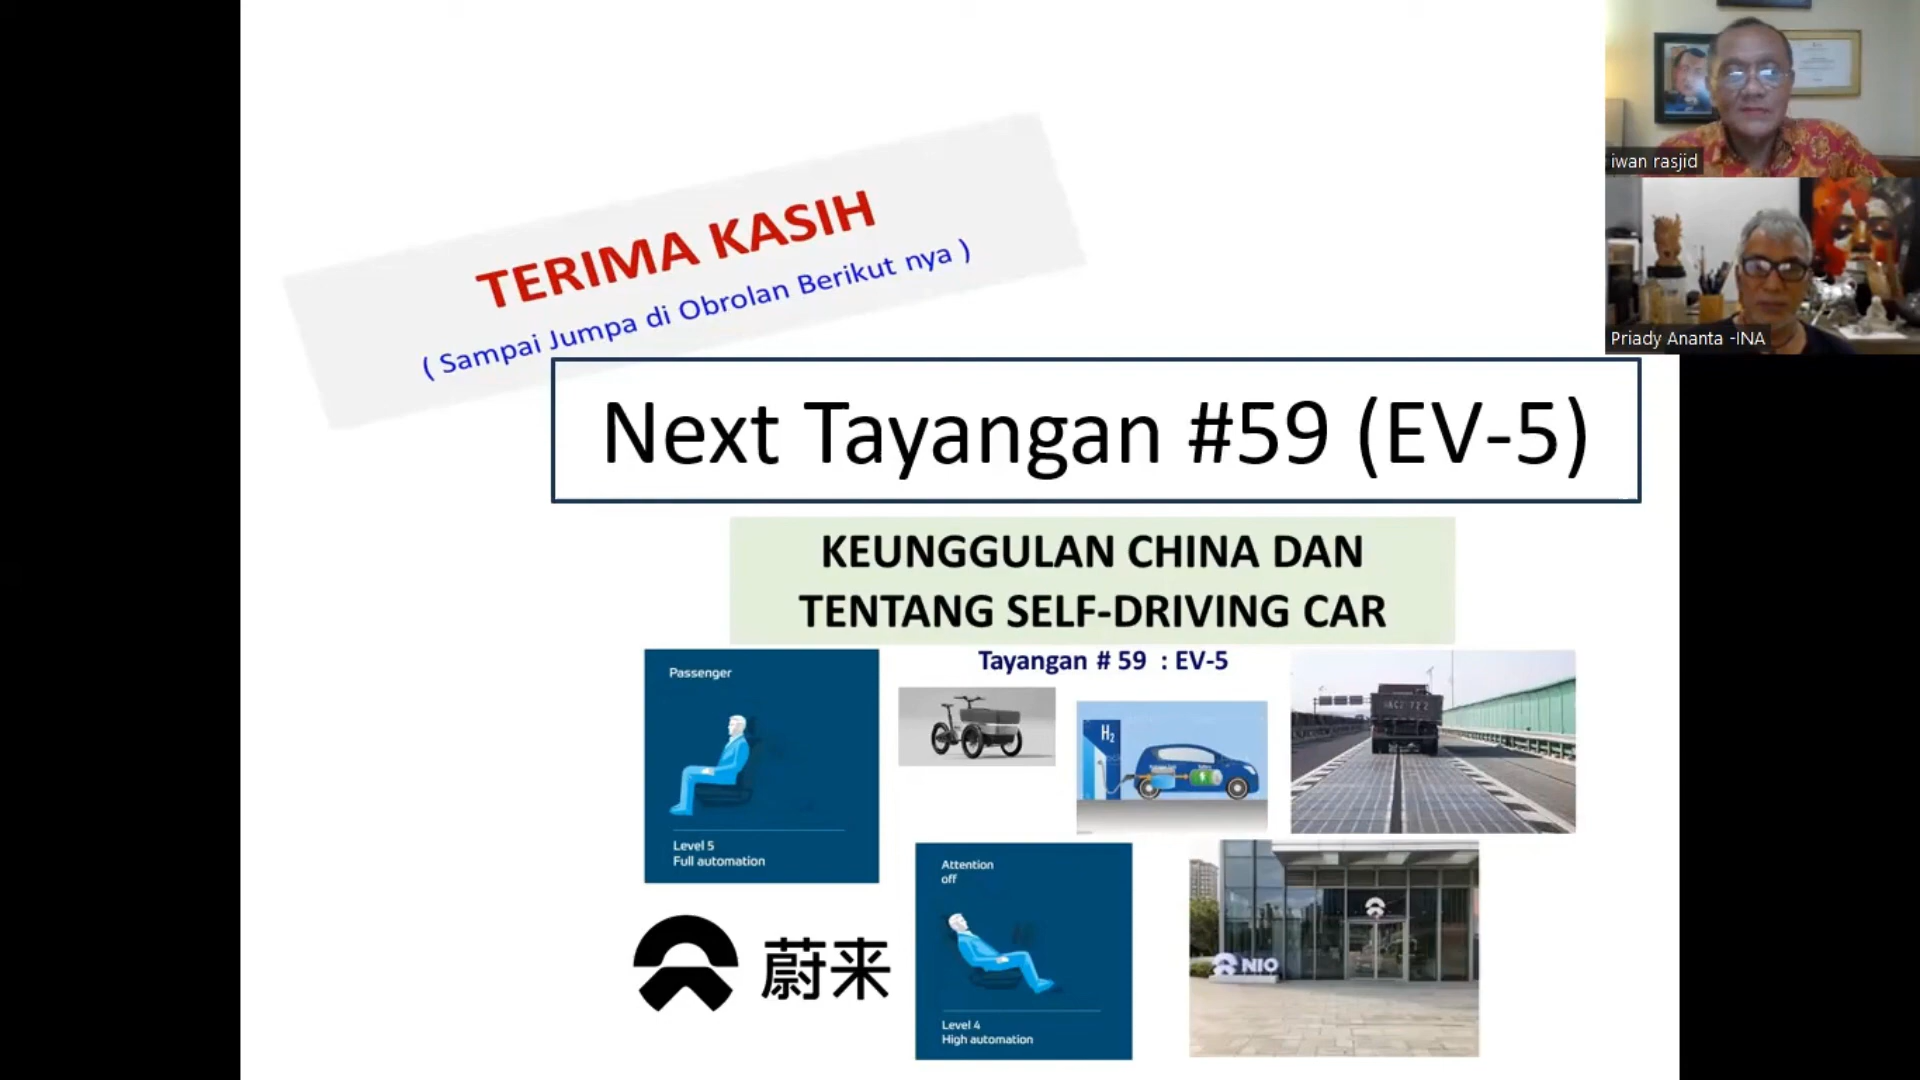 TERIMA KASIH
( Sampai Jumpa di Obrolan Berikut nya )
iwan rasjid
Priady Ananta -INA
Next Tayangan #59 (EV-5)
KEUNGGULAN CHINA DAN
TENTANG SELF-DRIVING CAR
Tayangan # 59 : EV-5
Passenger
Level 5
Full automation
H2
蔚来
Attention
off
Level 4
High automation
NIO